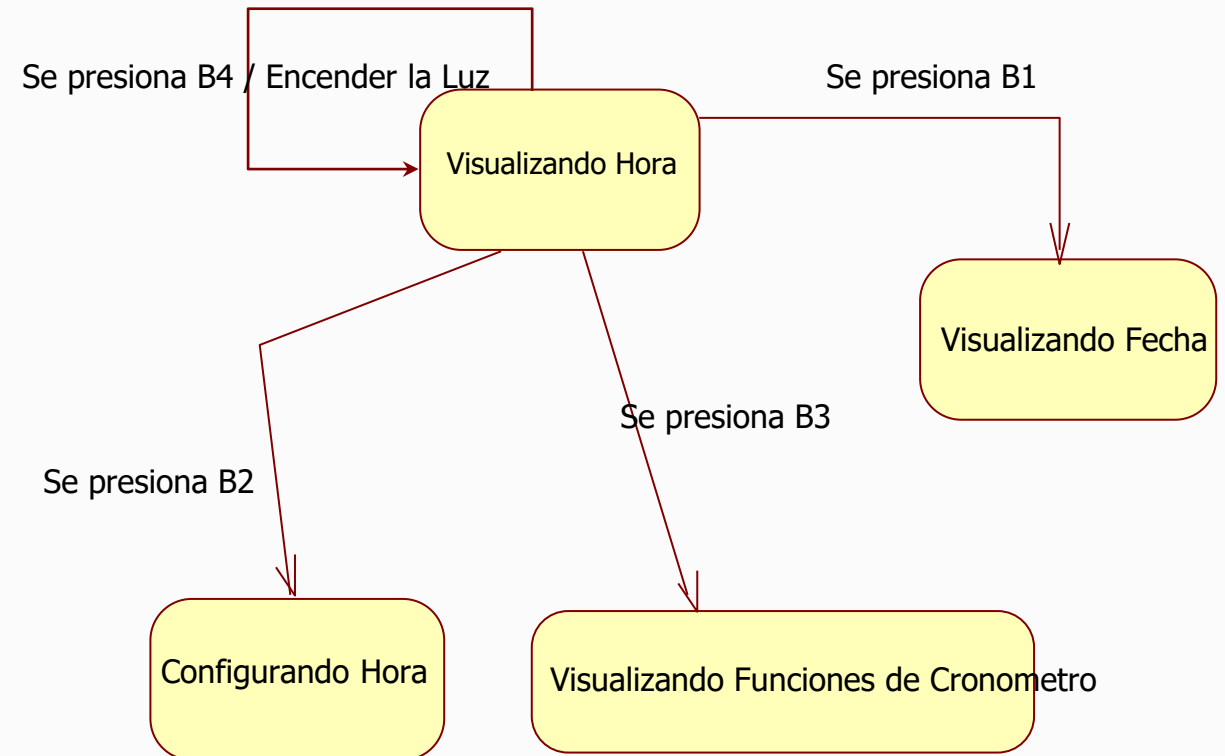 Se presiona B4 / Encender la Luz
Se presiona B1
Visualizando Hora
Visualizando Fecha
Se presiona B3
Se presiona B2
Configurando Hora
Visualizando Funciones de Cronometro